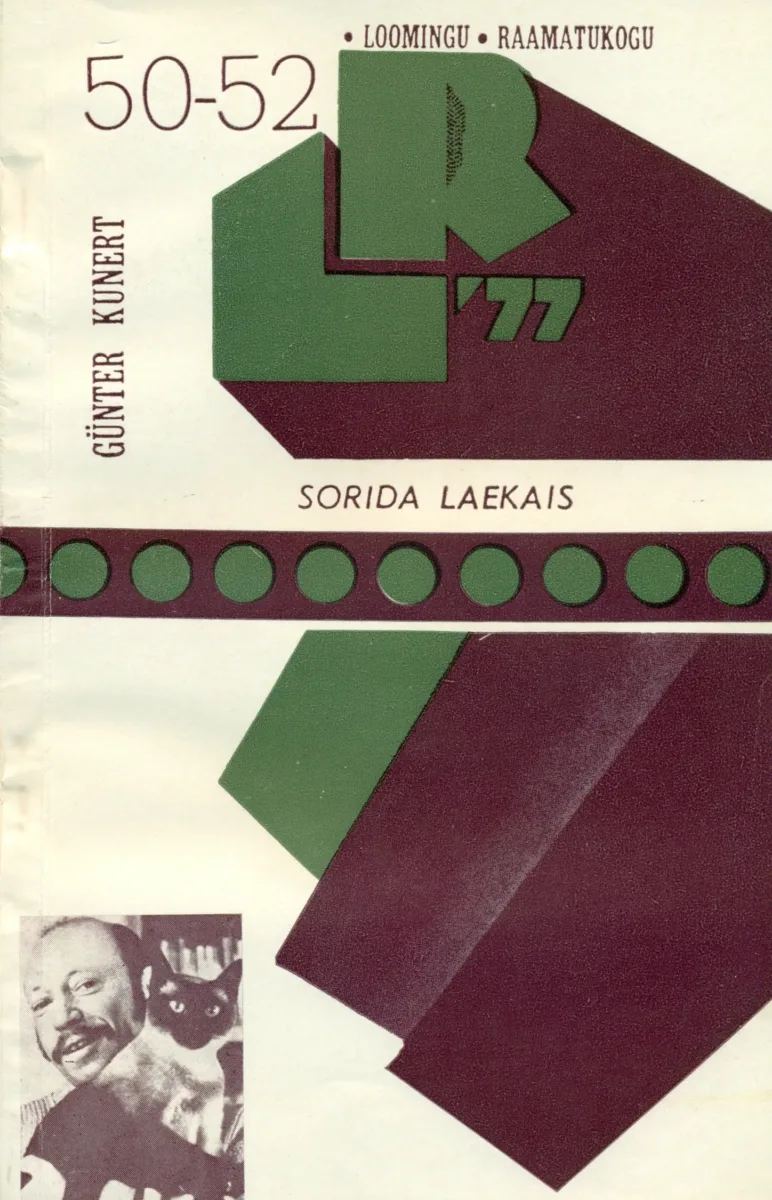 • LOOMINGU • RAAMATUKOGU
50-52
LR
'77
GÜNTER KUNERT
SORIDA LAEKAIS